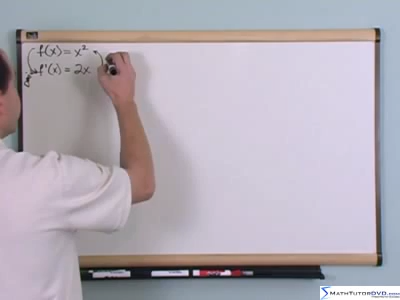 f(x) = x²
f'(x) = 2x
MathTutorDVD.com